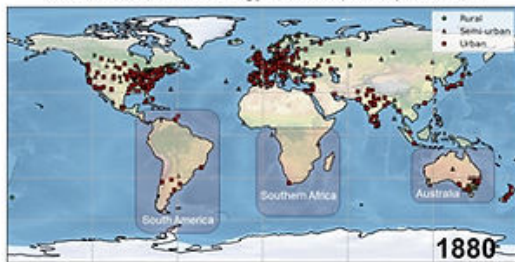 Rural
Semi-urban
Urban
South America
Southern Africa
Australia
1880